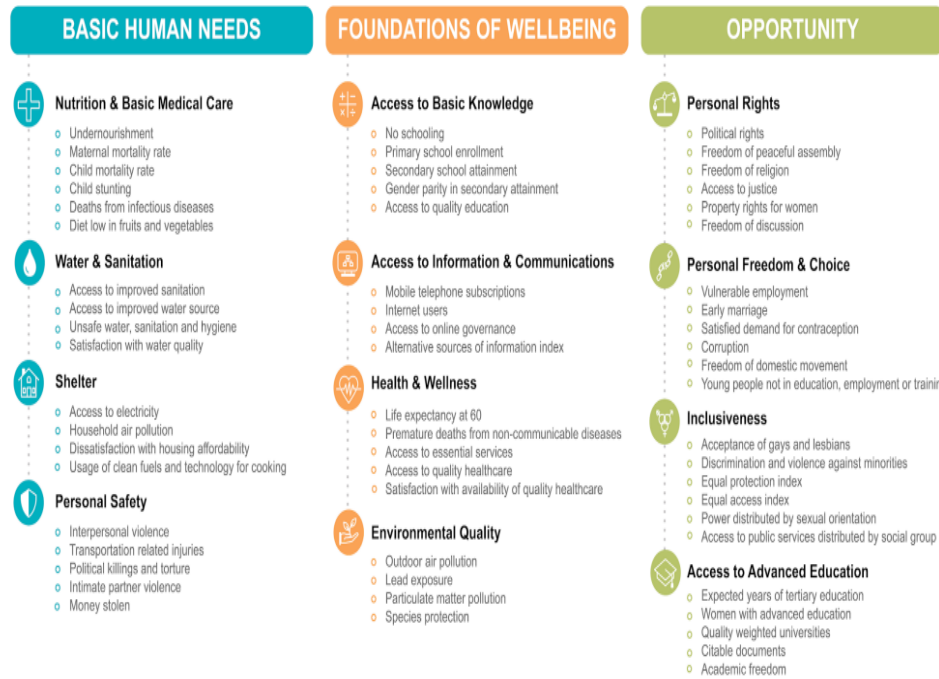 BASIC HUMAN NEEDS
Nutrition & Basic Medical Care
Undernourishment
Maternal mortality rate
Child mortality rate
Child stunting
Deaths from infectious diseases
Diet low in fruits and vegetables
Water & Sanitation
Access to improved sanitation
Access to improved water source
Unsafe water, sanitation and hygiene
Satisfaction with water quality
Shelter
Access to electricity
Household air pollution
Dissatisfaction with housing affordability
Usage of clean fuels and technology for cooking
Personal Safety
Interpersonal violence
Transportation related injuries
Political killings and torture
Intimate partner violence
Money stolen
FOUNDATIONS OF WELLBEING
Access to Basic Knowledge
No schooling
Primary school enrollment
Secondary school attainment
Gender parity in secondary attainment
Access to quality education
Access to Information & Communications
Mobile telephone subscriptions
Internet users
Access to online governance
Alternative sources of information index
Health & Wellness
Life expectancy at 60
Premature deaths from non-communicable diseases
Access to essential services
Access to quality healthcare
Satisfaction with availability of quality healthcare
Environmental Quality
Outdoor air pollution
Lead exposure
Particulate matter pollution
Species protection
OPPORTUNITY
Personal Rights
Political rights
Freedom of peaceful assembly
Freedom of religion
Access to justice
Property rights for women
Freedom of discussion
Personal Freedom & Choice
Vulnerable employment
Early marriage
Satisfied demand for contraception
Corruption
Freedom of domestic movement
Young people not in education, employment or trainin
Inclusiveness
Acceptance of gays and lesbians
Discrimination and violence against minorities
Equal protection index
Equal access index
Power distributed by sexual orientation
Access to public services distributed by social group
Access to Advanced Education
Expected years of tertiary education
Women with advanced education
Quality weighted universities
Citable documents
Academic freedom